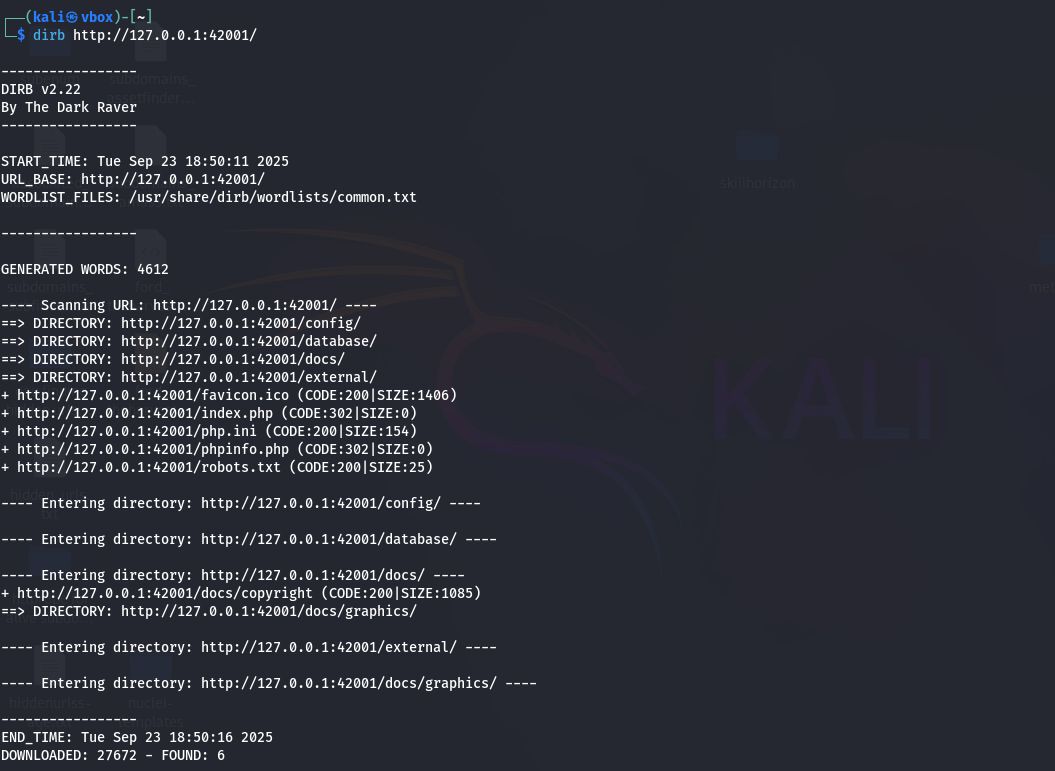 (kali㉿vbox)-[~]
$ dirb http://127.0.0.1:42001/
-----------------
DIRB v2.22
By The Dark Raver
-----------------
START_TIME: Tue Sep 23 18:50:11 2025
URL_BASE: http://127.0.0.1:42001/
WORDLIST_FILES: /usr/share/dirb/wordlists/common.txt
-----------------
GENERATED WORDS: 4612
---- Scanning URL: http://127.0.0.1:42001/ ----
==> DIRECTORY: http://127.0.0.1:42001/config/
==> DIRECTORY: http://127.0.0.1:42001/database/
==> DIRECTORY: http://127.0.0.1:42001/docs/
==> DIRECTORY: http://127.0.0.1:42001/external/
+ http://127.0.0.1:42001/favicon.ico (CODE:200|SIZE:1406)
+ http://127.0.0.1:42001/index.php (CODE:302|SIZE:0)
+ http://127.0.0.1:42001/php.ini (CODE:200|SIZE:154)
+ http://127.0.0.1:42001/phpinfo.php (CODE:302|SIZE:0)
+ http://127.0.0.1:42001/robots.txt (CODE:200|SIZE:25)
---- Entering directory: http://127.0.0.1:42001/config/ ----
---- Entering directory: http://127.0.0.1:42001/database/ ----
---- Entering directory: http://127.0.0.1:42001/docs/ ----
+ http://127.0.0.1:42001/docs/copyright (CODE:200|SIZE:1085)
==> DIRECTORY: http://127.0.0.1:42001/docs/graphics/
---- Entering directory: http://127.0.0.1:42001/external/ ----
---- Entering directory: http://127.0.0.1:42001/docs/graphics/ ----
-----------------
END_TIME: Tue Sep 23 18:50:16 2025
DOWNLOADED: 27672 - FOUND: 6
subdomains_
assetfinder...
skillhorizon
subdomains_
ford_
KALI
nuclei-
templates